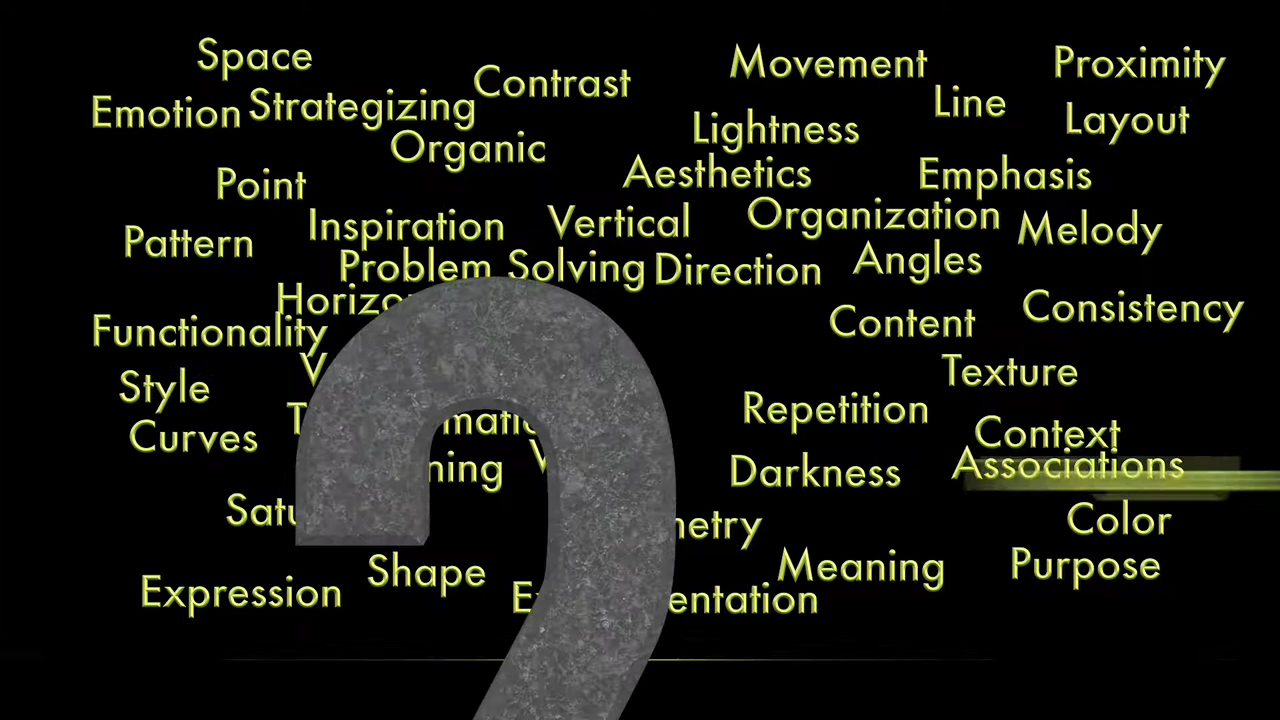 Space
Contrast
Movement
Proximity
Emotion
Strategizing
Line
Layout
Lightness
Organic
Aesthetics
Emphasis
Point
Inspiration
Vertical
Organization
Melody
Pattern
Problem Solving
Direction
Angles
Functionality
Content
Consistency
Style
Texture
Curves
Repetition
Context
Darkness
Associations
Color
Shape
Meaning
Purpose
Expression
?